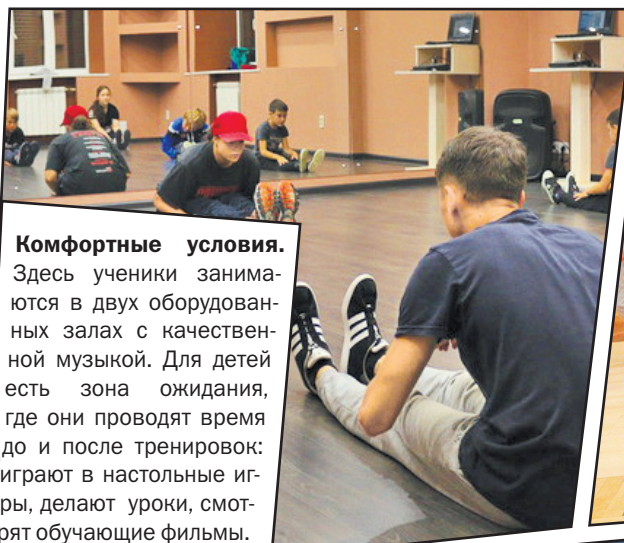 Комфортные условия.
Здесь ученики занима-
ются в двух оборудован-
ных залах с качествен-
ной музыкой. Для детей
есть зона ожидания,
где они проводят время
до и после тренировок:
играют в настольные иг-
ры, делают уроки, смот-
рят обучающие фильмы.